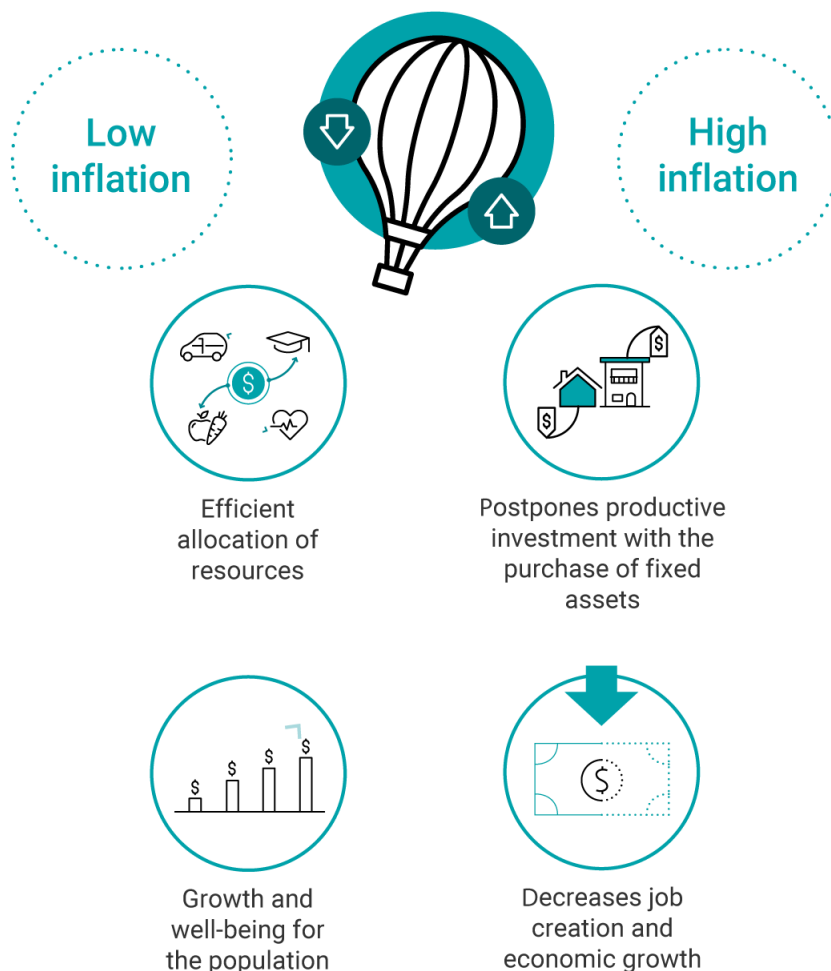 Low
inflation
High
inflation
$
$
$
Efficient
allocation of
resources
Postpones productive
investment with the
purchase of fixed
assets
$
$
$
$
$
Growth and
well-being for
the population
Decreases job
creation and
economic growth